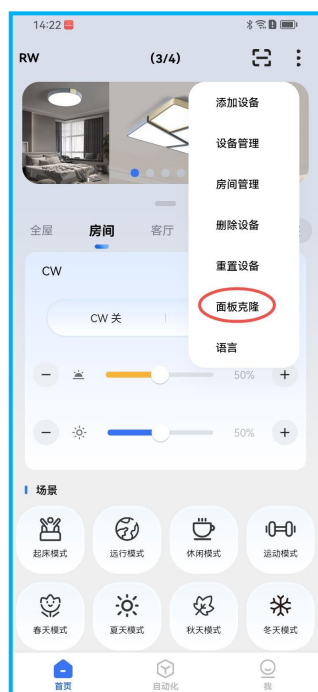 14:22
RW (3/4)
添加设备
设备管理
房间管理
删除设备
重置设备
面板克隆
语言
全屋 房间 客厅
CW
CW 关
50%
50%
场景
起床模式 远行模式 休闲模式 运动模式
春天模式 夏天模式 秋天模式 冬天模式
首页 自动化 我